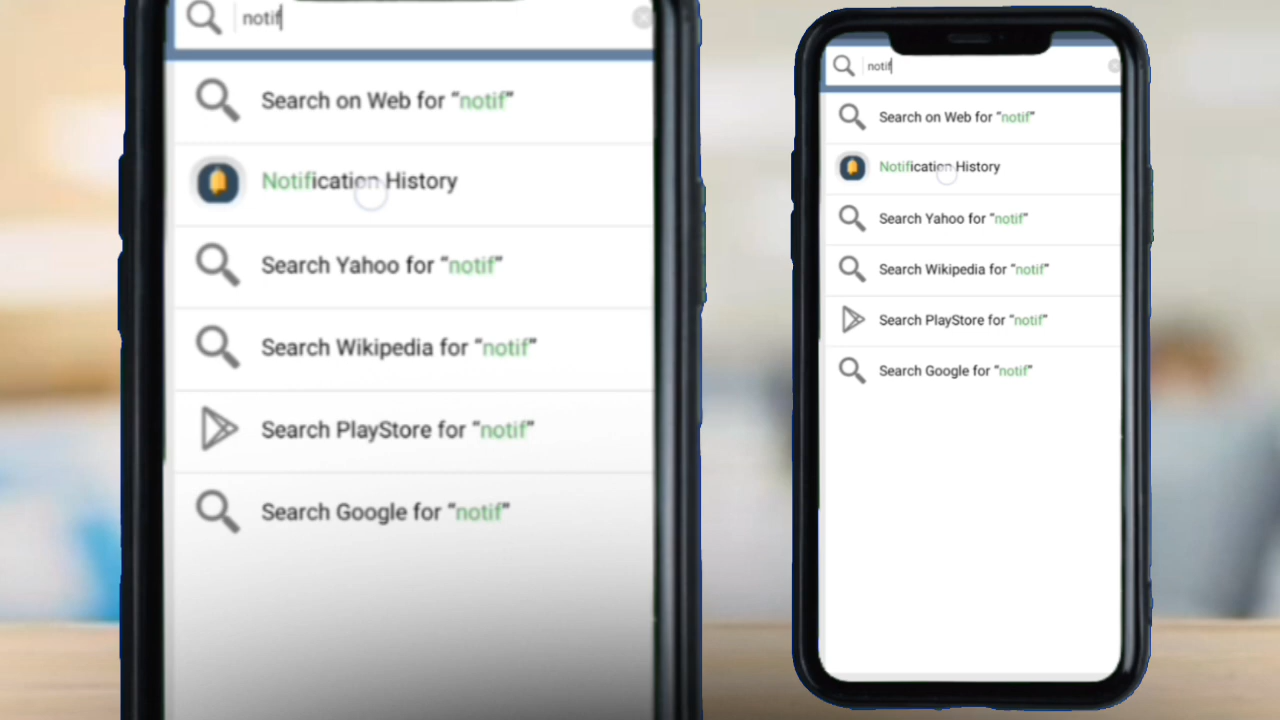 notif
Search on Web for “notif”
Notification History
Search Yahoo for “notif”
Search Wikipedia for “notif”
Search PlayStore for “notif”
Search Google for “notif”
notif
Search on Web for “notif”
Notification History
Search Yahoo for “notif”
Search Wikipedia for “notif”
Search PlayStore for “notif”
Search Google for “notif”